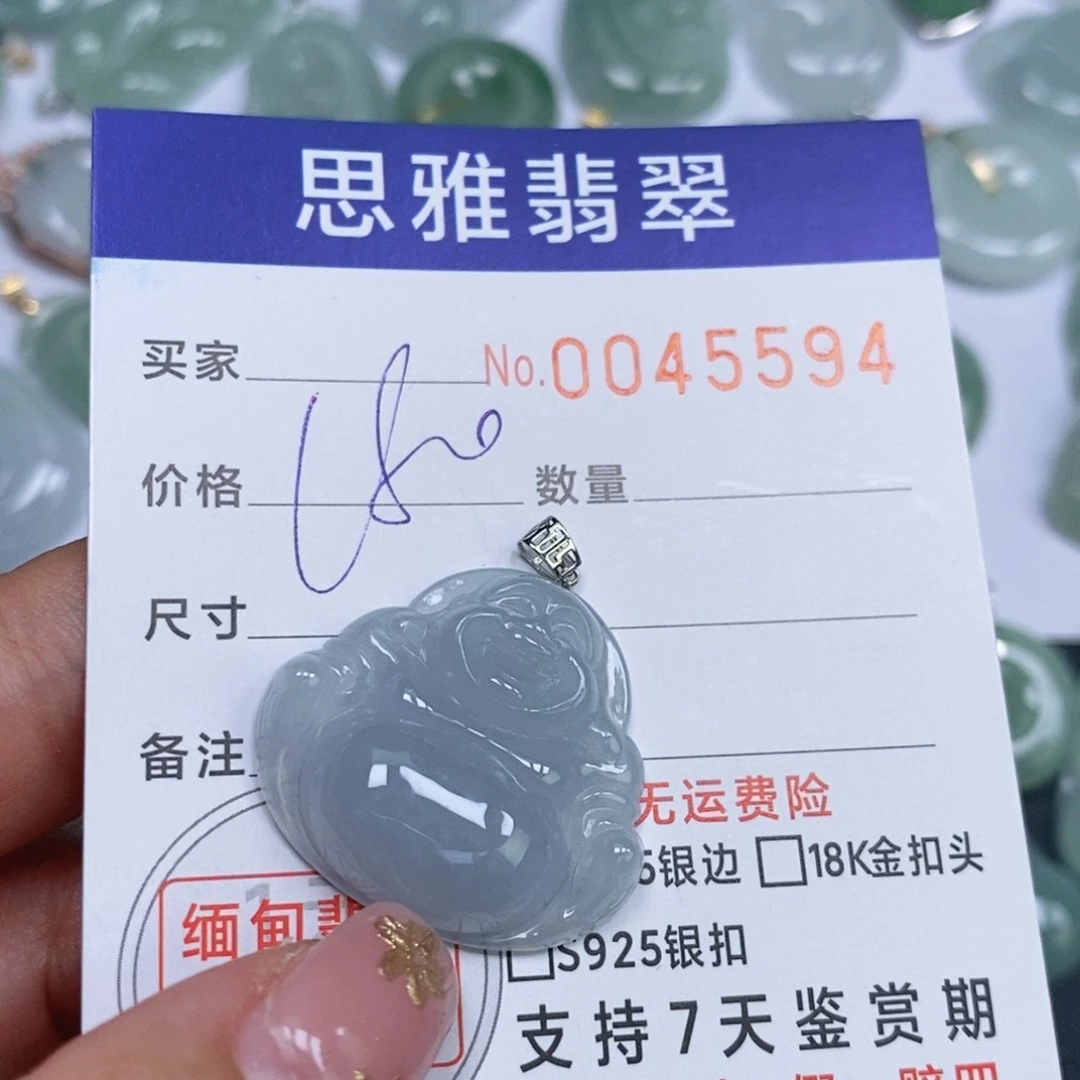 思雅翡翠
买家 No.0045594
价格 数量
尺寸
备注
无运费险
5银边 □18K金扣头
缅甸翡
□S925银扣
支持7天鉴赏期